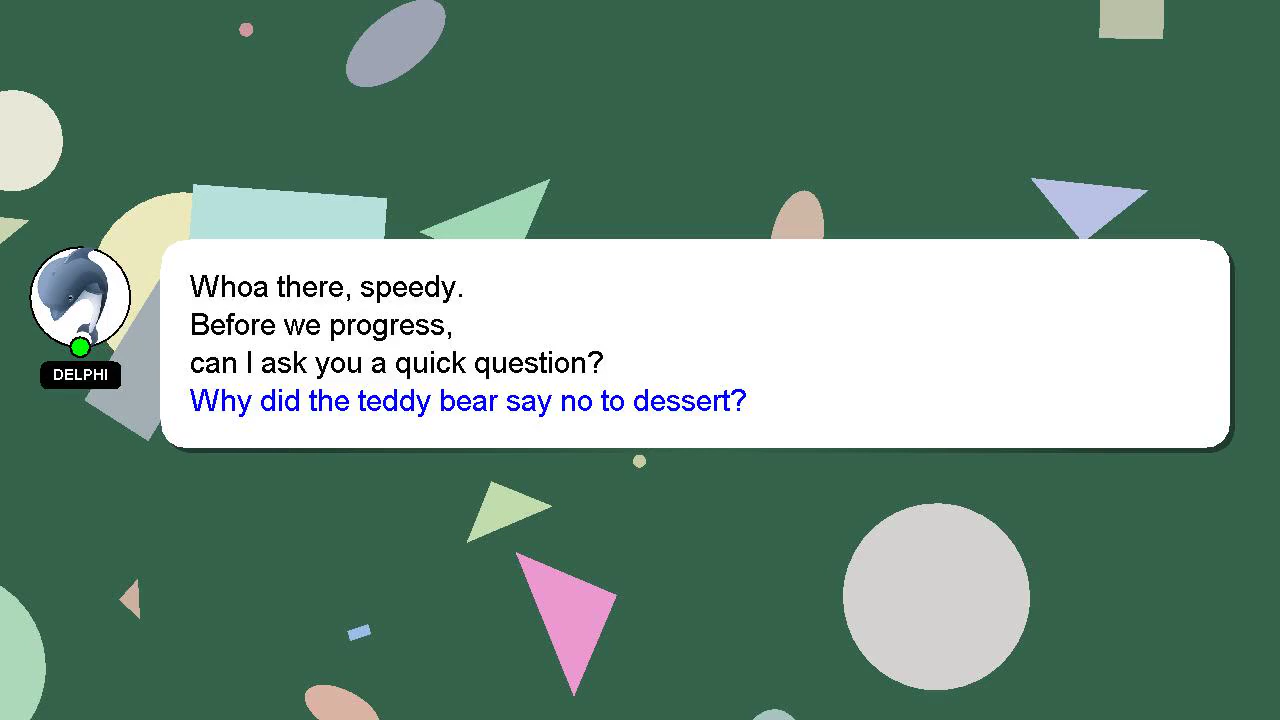 Whoa there, speedy.
Before we progress,
can I ask you a quick question?
Why did the teddy bear say no to dessert?
DELPHI